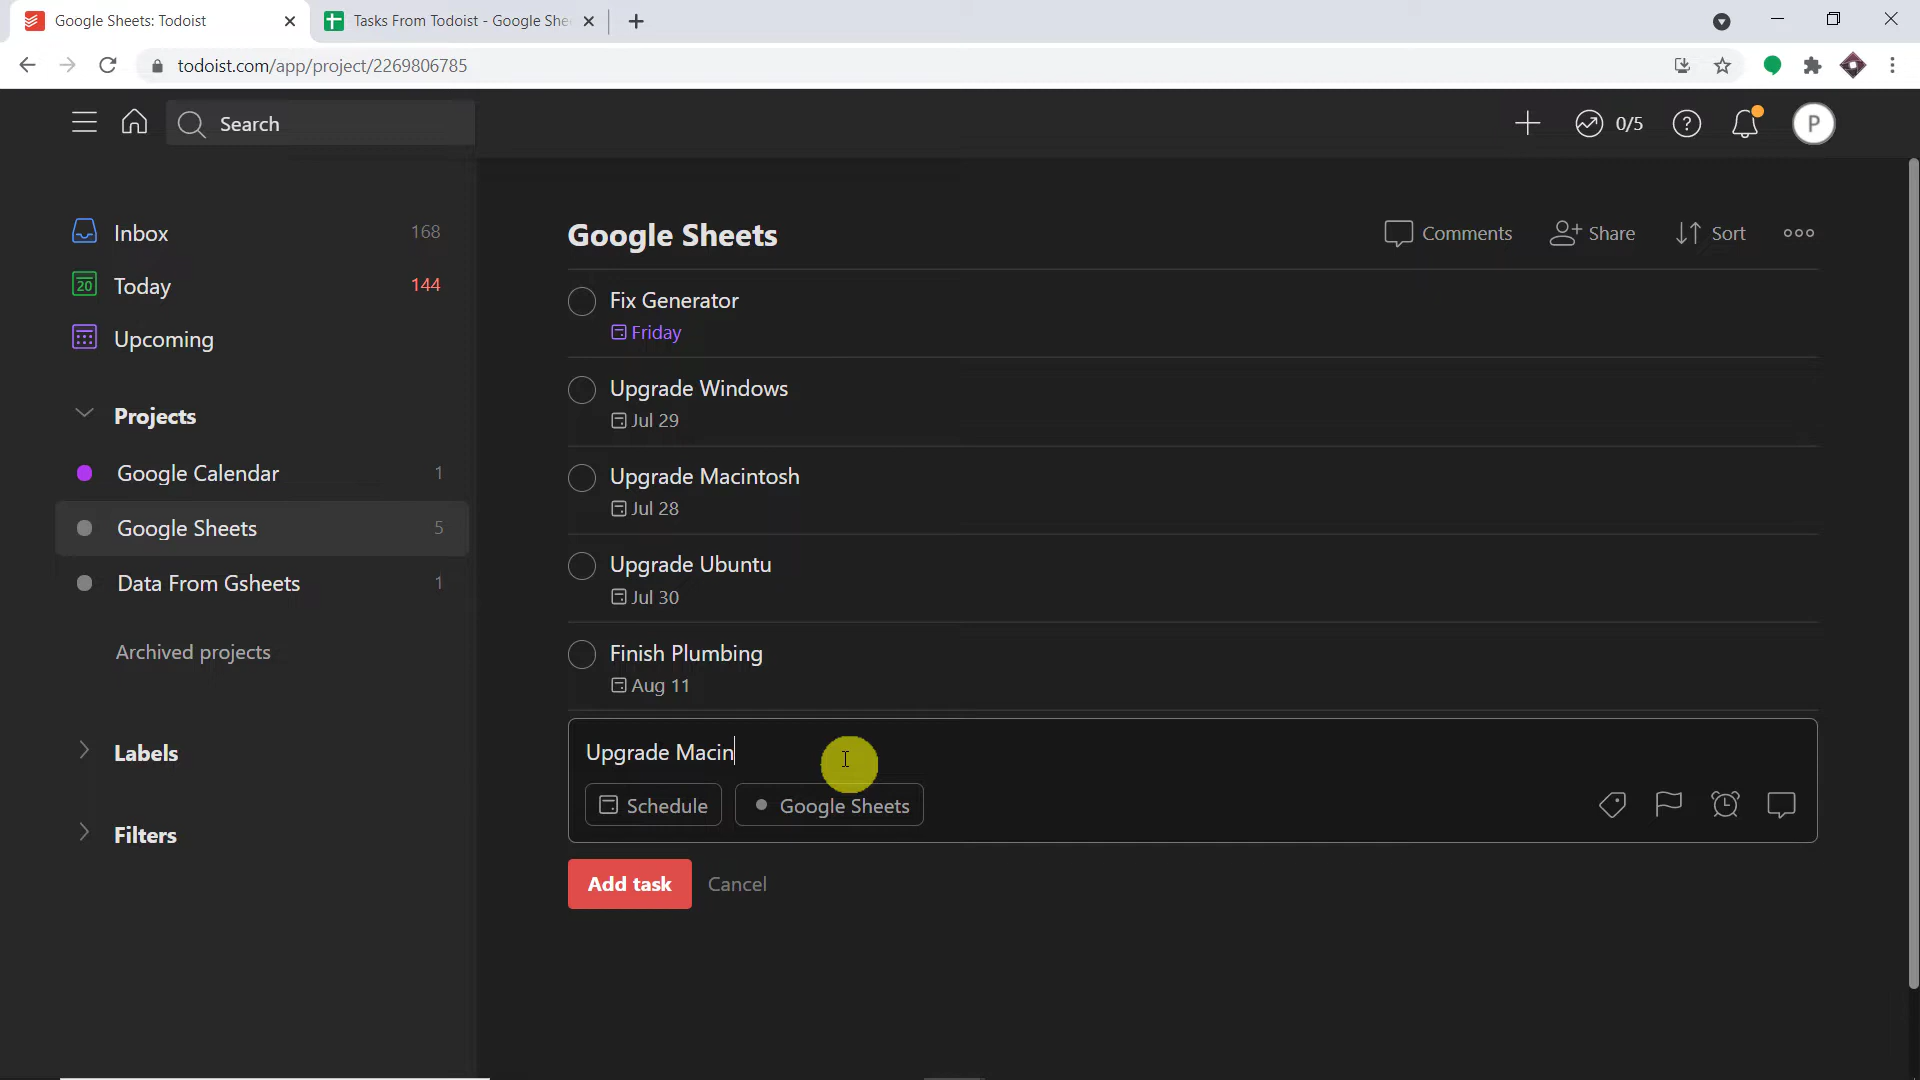 Google Sheets: Todoist
Tasks From Todoist - Google She
todoist.com/app/project/2269806785
Search
0/5
P
Inbox 168
20 Today 144
Upcoming
Projects
Google Calendar 1
Google Sheets 5
Data From Gsheets 1
Archived projects
Labels
Filters
Google Sheets
Comments Share Sort
Fix Generator
Friday
Upgrade Windows
Jul 29
Upgrade Macintosh
Jul 28
Upgrade Ubuntu
Jul 30
Finish Plumbing
Aug 11
Upgrade Macin
Schedule Google Sheets
Add task Cancel